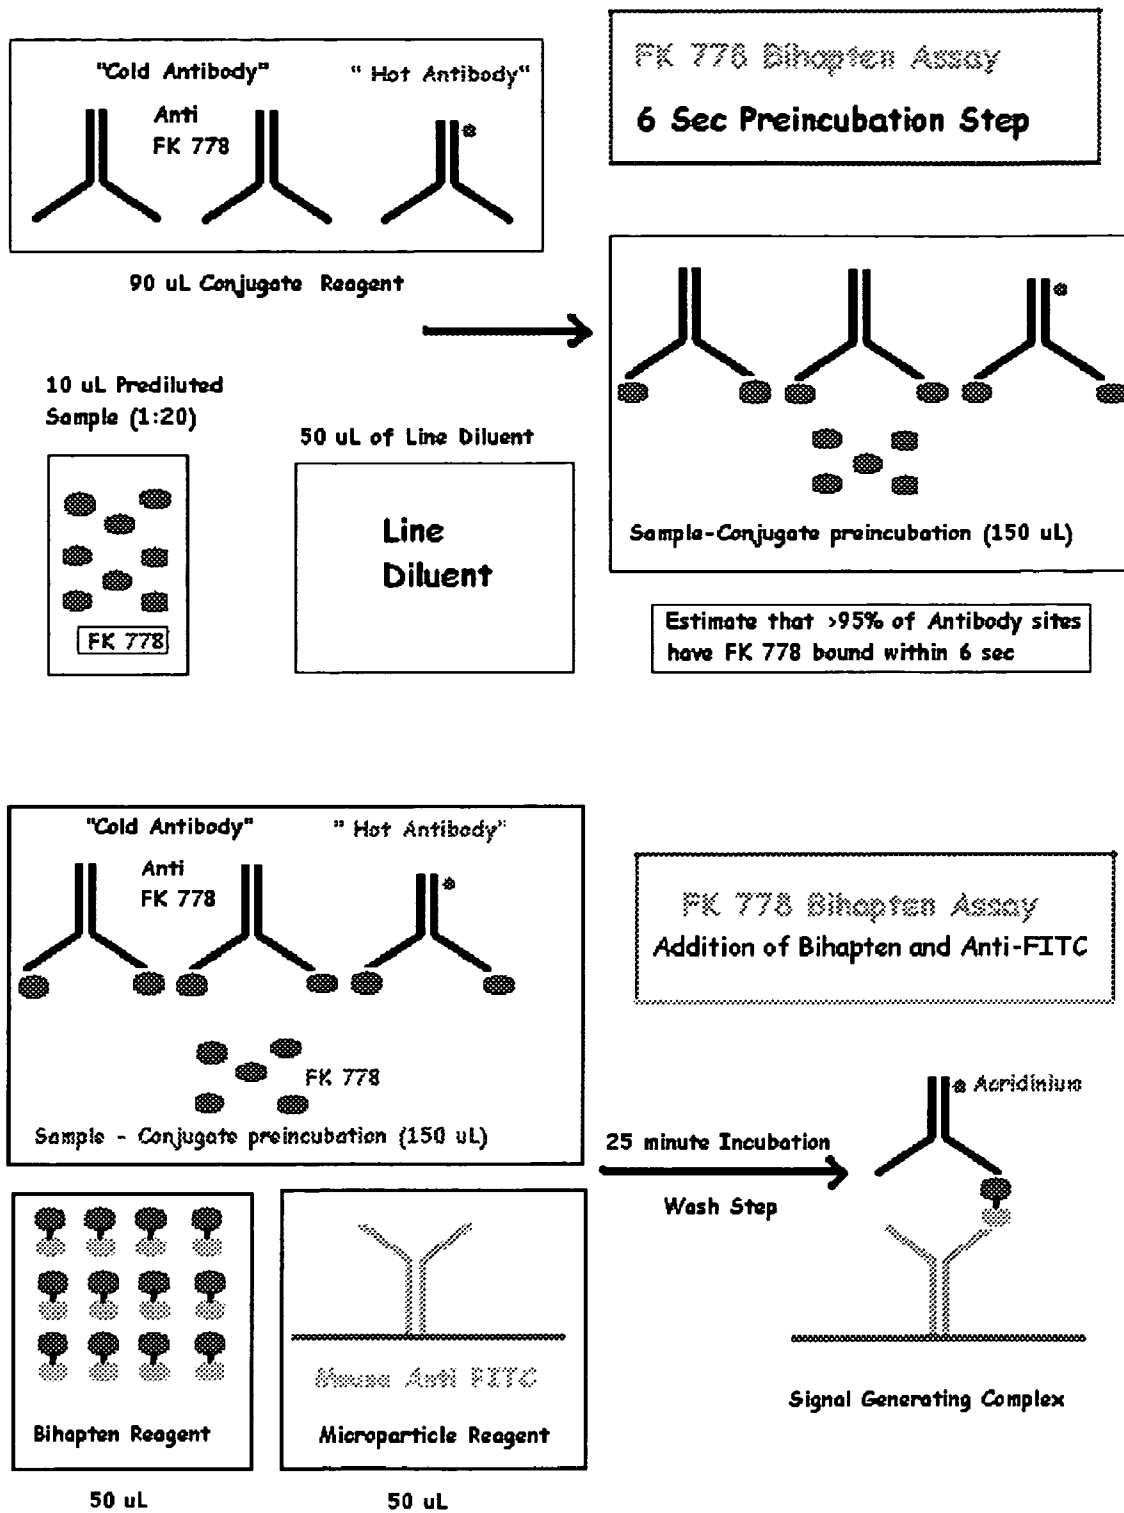 "Cold Antibody"
" Hot Antibody"
Anti
FK 778
90 uL Conjugate Reagent
FK 778 Bihapten Assay
6 Sec Preincubation Step
10 uL Prediluted
Sample (1:20)
FK 778
50 uL of Line Diluent
Line
Diluent
Sample-Conjugate preincubation (150 uL)
Estimate that >95% of Antibody sites
have FK 778 bound within 6 sec
"Cold Antibody"
" Hot Antibody"
Anti
FK 778
FK 778
Sample - Conjugate preincubation (150 uL)
FK 778 Bihapten Assay
Addition of Bihapten and Anti-FITC
Bihapten Reagent
50 uL
Mouse Anti FITC
Microparticle Reagent
50 uL
25 minute Incubation
Wash Step
Acridinium
Signal Generating Complex